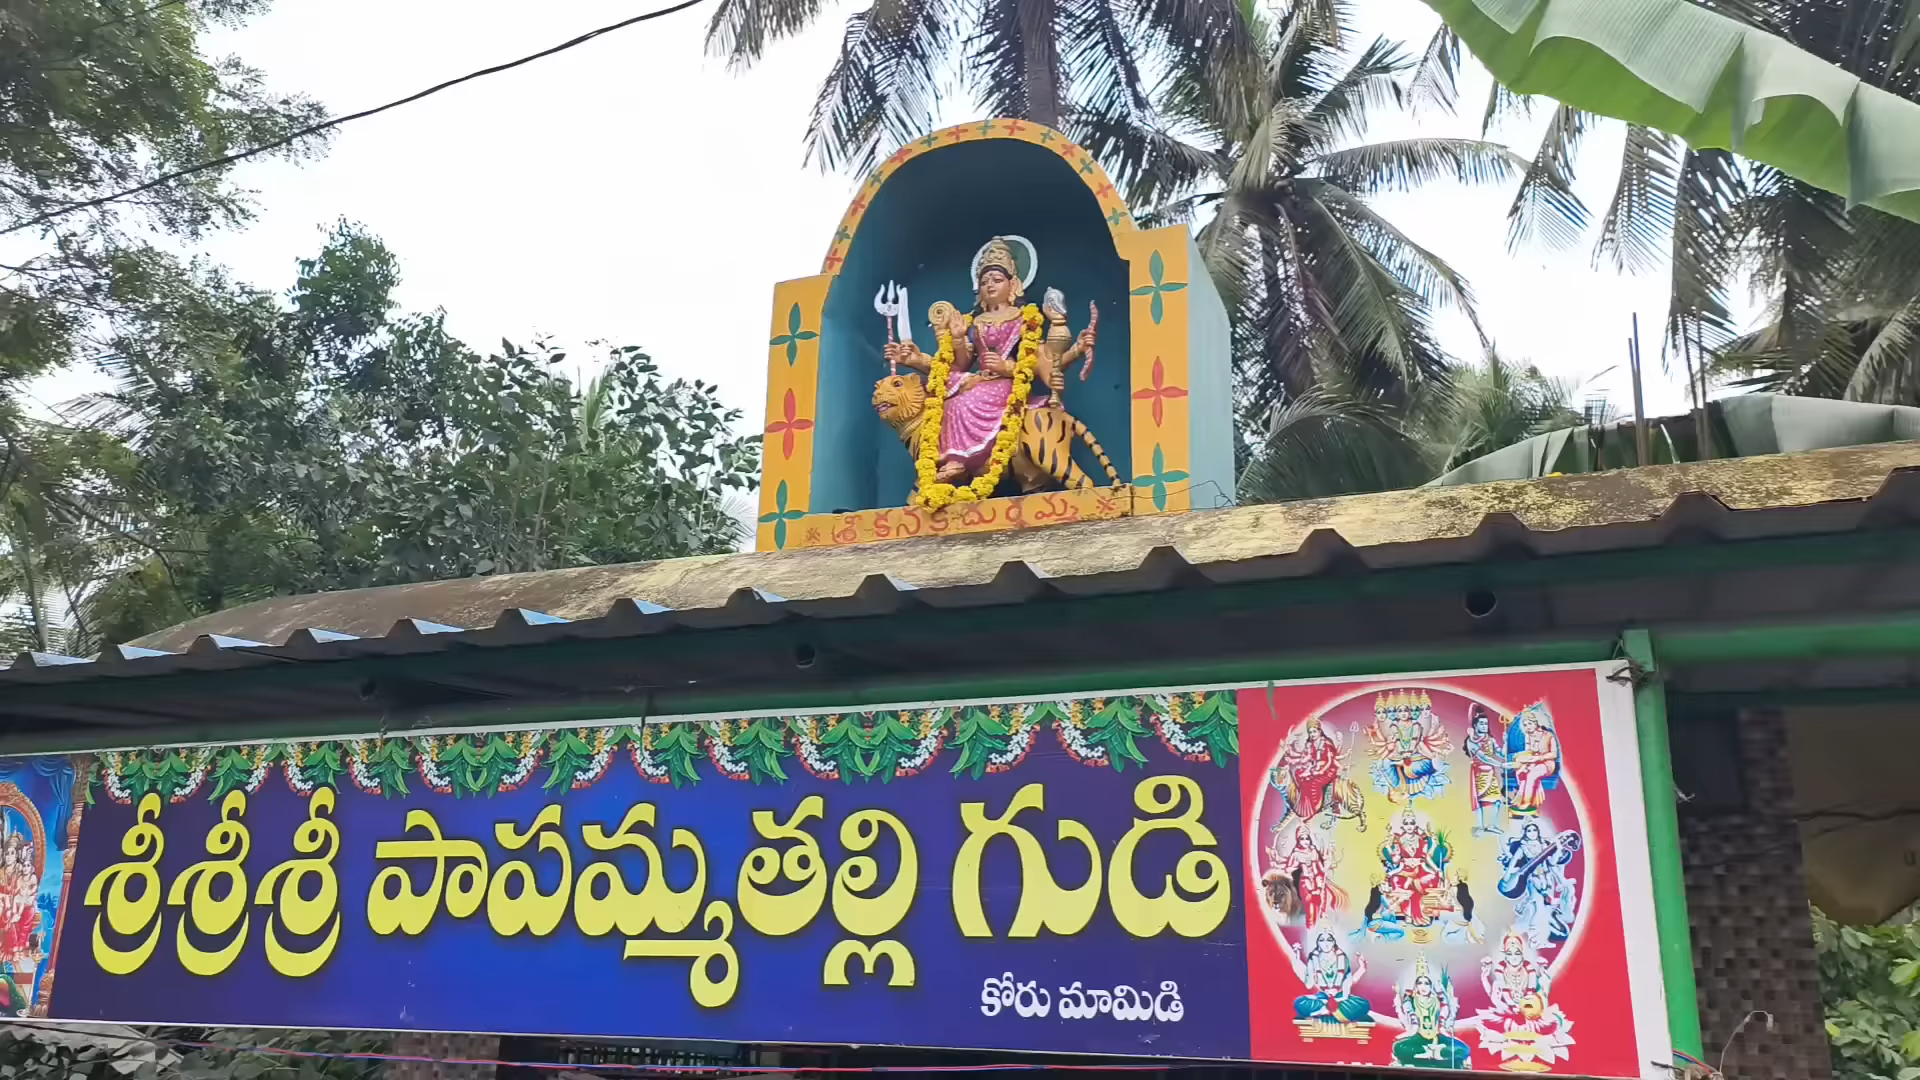 శ్రీ కనకదుర్గమ్మ
శ్రీశ్రీశ్రీ పాపమ్మతల్లి గుడి
కోరు మామిడి